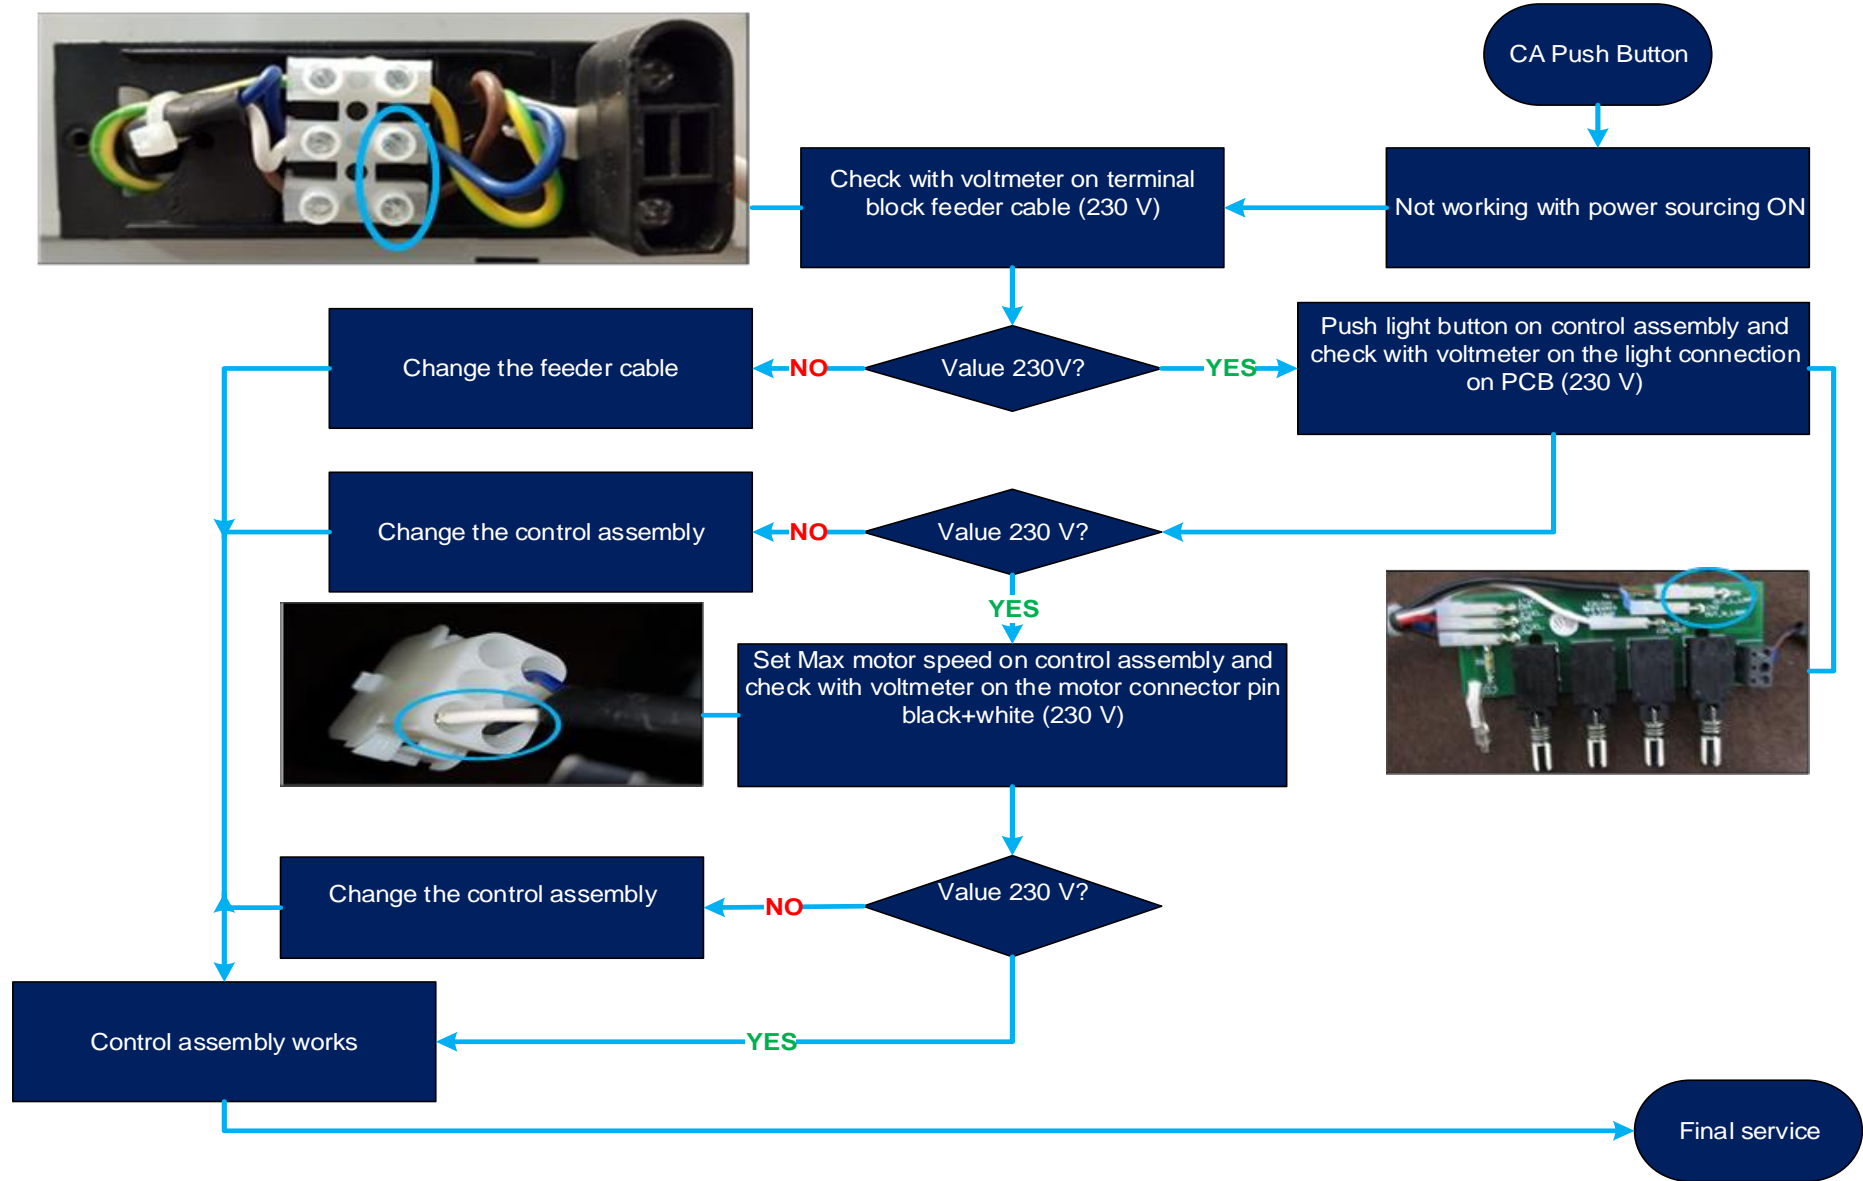 CA Push Button
Not working with power sourcing ON
Check with voltmeter on terminal
block feeder cable (230 V)
Value 230V?
NO
YES
Change the feeder cable
Push light button on control assembly and
check with voltmeter on the light connection
on PCB (230 V)
Value 230 V?
NO
YES
Change the control assembly
Set Max motor speed on control assembly and
check with voltmeter on the motor connector pin
black+white (230 V)
Value 230 V?
NO
Change the control assembly
YES
Control assembly works
Final service